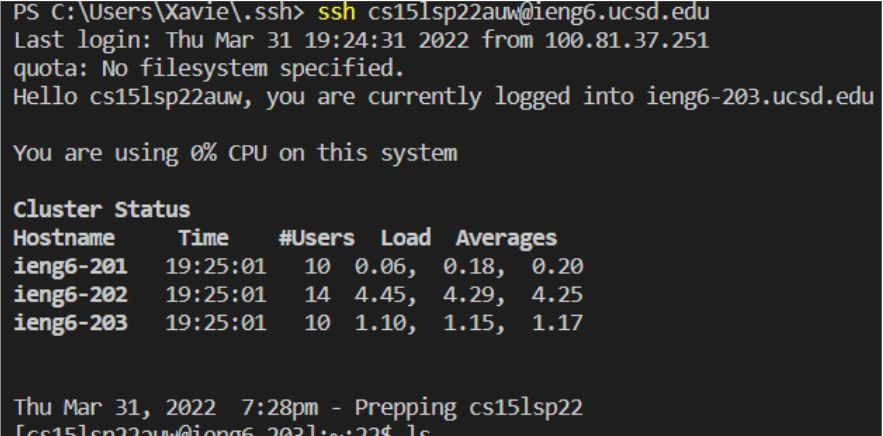 PS C:\Users\Xavie\.ssh> ssh cs15lsp22auw@ieng6.ucsd.edu
Last login: Thu Mar 31 19:24:31 2022 from 100.81.37.251
quota: No filesystem specified.
Hello cs15lsp22auw, you are currently logged into ieng6-203.ucsd.edu
You are using 0% CPU on this system
Cluster Status
Hostname Time #Users Load Averages
ieng6-201 19:25:01 10 0.06, 0.18, 0.20
ieng6-202 19:25:01 14 4.45, 4.29, 4.25
ieng6-203 19:25:01 10 1.10, 1.15, 1.17
Thu Mar 31, 2022 7:28pm - Prepping cs15lsp22
[cs15lsp22auw@ieng6-203]:~:22$ ls